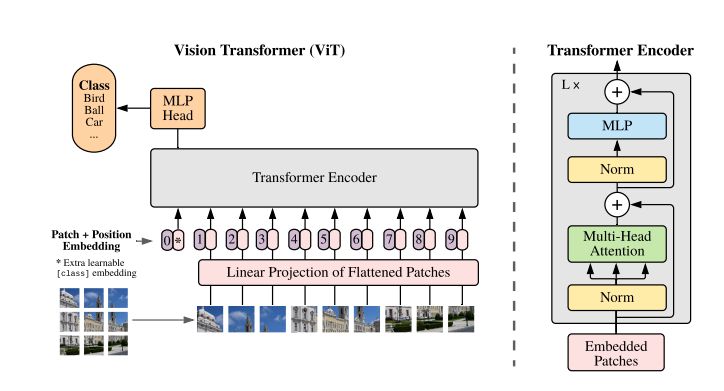 Vision Transformer (ViT)
Class
Bird
Ball
Car
...
MLP
Head
Transformer Encoder
Patch + Position
Embedding
* Extra learnable
[class] embedding
0 * 1 2 3 4 5 6 7 8 9
Linear Projection of Flattened Patches
Transformer Encoder
L x
+
MLP
Norm
+
Multi-Head
Attention
Norm
Embedded
Patches